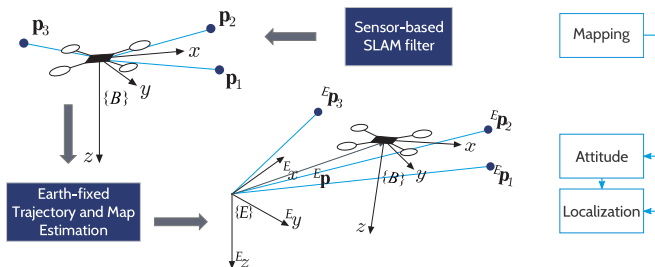 p₃
p₂
Sensor-based
SLAM filter
Mapping
x
p₁
{B}
y
z
ᴱp₃
ᴱp₂
x
Attitude
ᴱx
ᴱp
{B}
y
ᴱp₁
Earth-fixed
Trajectory and Map
Estimation
{E}
ᴱy
z
Localization
ᴱz